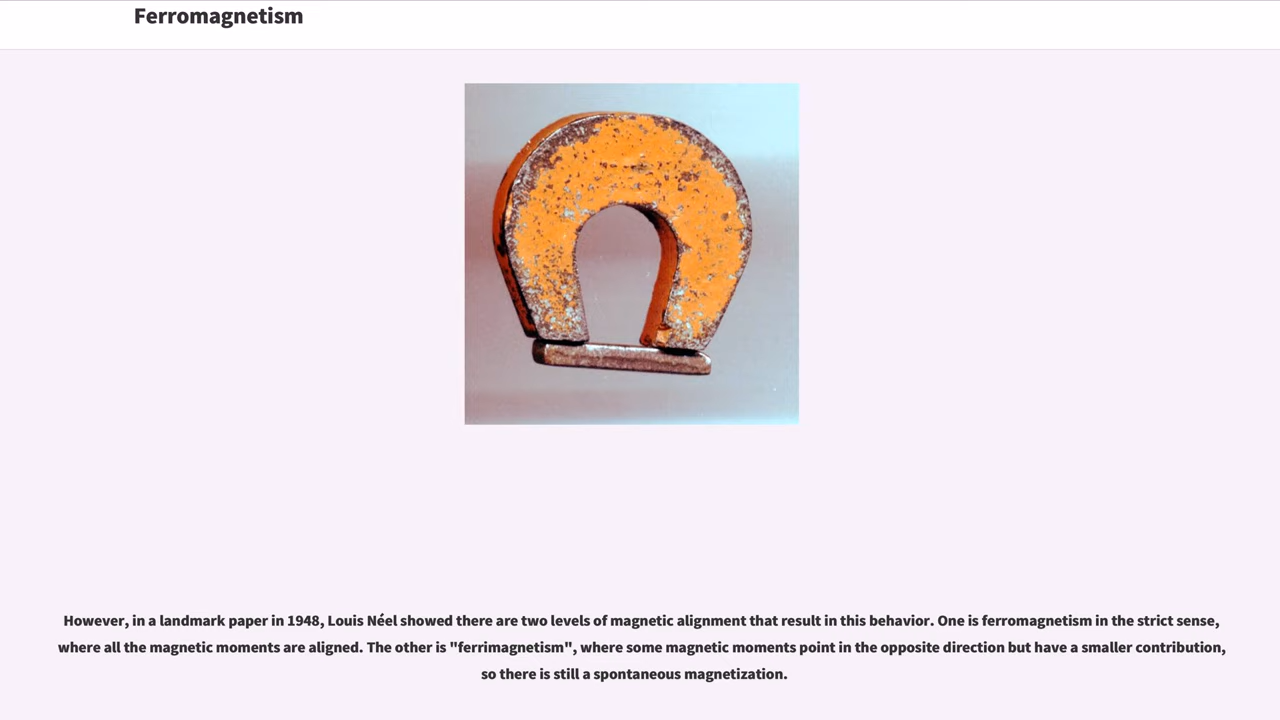 Ferromagnetism
However, in a landmark paper in 1948, Louis Néel showed there are two levels of magnetic alignment that result in this behavior. One is ferromagnetism in the strict sense,
where all the magnetic moments are aligned. The other is "ferrimagnetism", where some magnetic moments point in the opposite direction but have a smaller contribution,
so there is still a spontaneous magnetization.